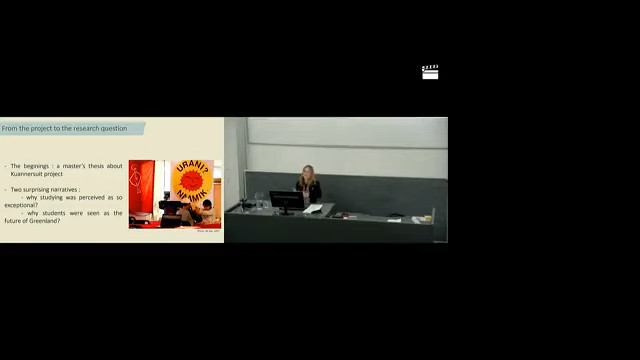 From the project to the research question
- The beginings : a master's thesis about
Kuannersuit project
URANI?
NAAMIK
- Two surprising narratives :
- why studying was perceived as so
exceptional?
- why students were seen as the
future of Greenland?